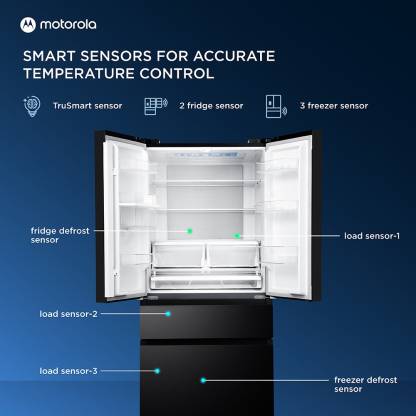 motorola
SMART SENSORS FOR ACCURATE
TEMPERATURE CONTROL
TruSmart sensor
2 fridge sensor
3 freezer sensor
fridge defrost
sensor
load sensor-1
load sensor-2
load sensor-3
freezer defrost
sensor